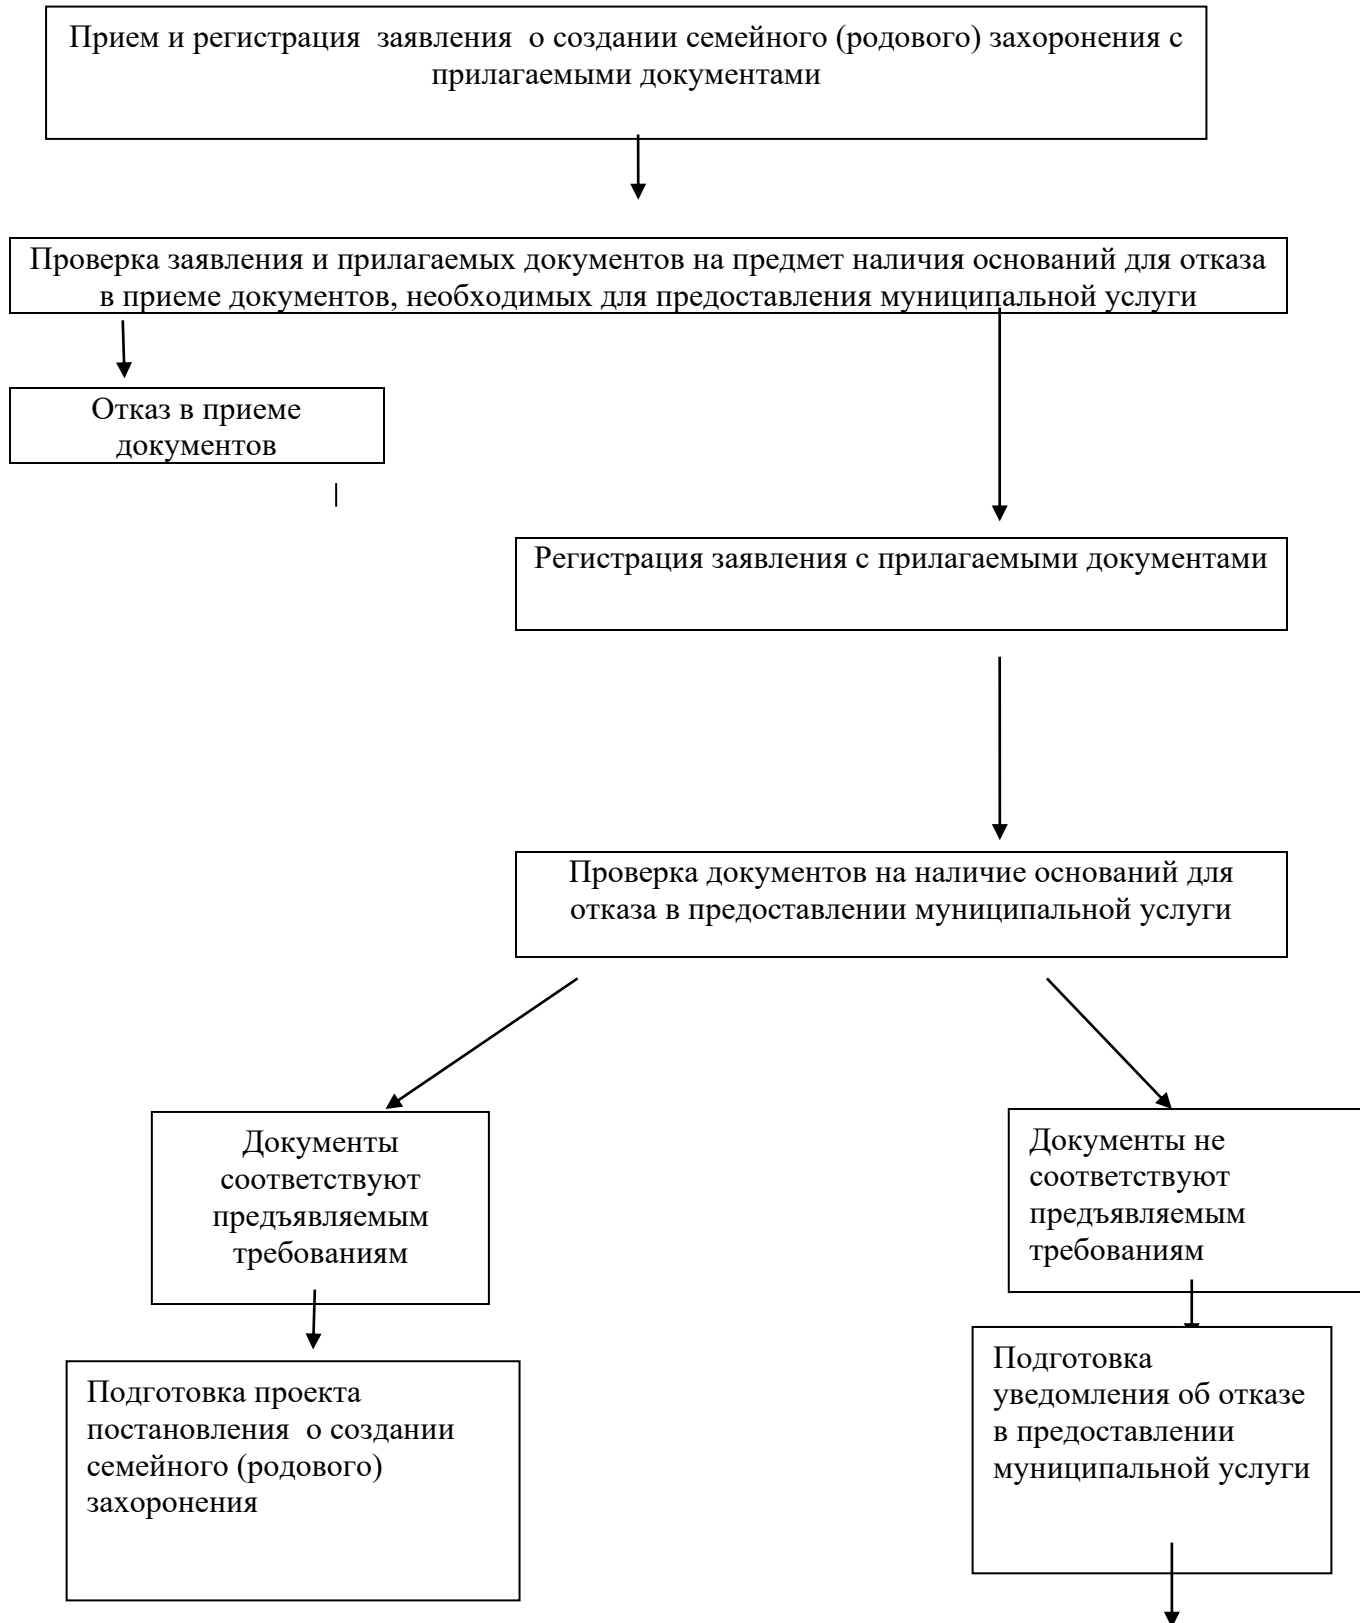 Прием и регистрация  заявления  о создании семейного (родового) захоронения с
прилагаемыми документами
Проверка заявления и прилагаемых документов на предмет наличия оснований для отказа
в приеме документов, необходимых для предоставления муниципальной услуги
Отказ в приеме
документов
Регистрация заявления с прилагаемыми документами
Проверка документов на наличие оснований для
отказа в предоставлении муниципальной услуги
Документы
соответствуют
предъявляемым
требованиям
Документы не
соответствуют
предъявляемым
требованиям
Подготовка проекта
постановления  о создании
семейного (родового)
захоронения
Подготовка
уведомления об отказе
в предоставлении
муниципальной услуги